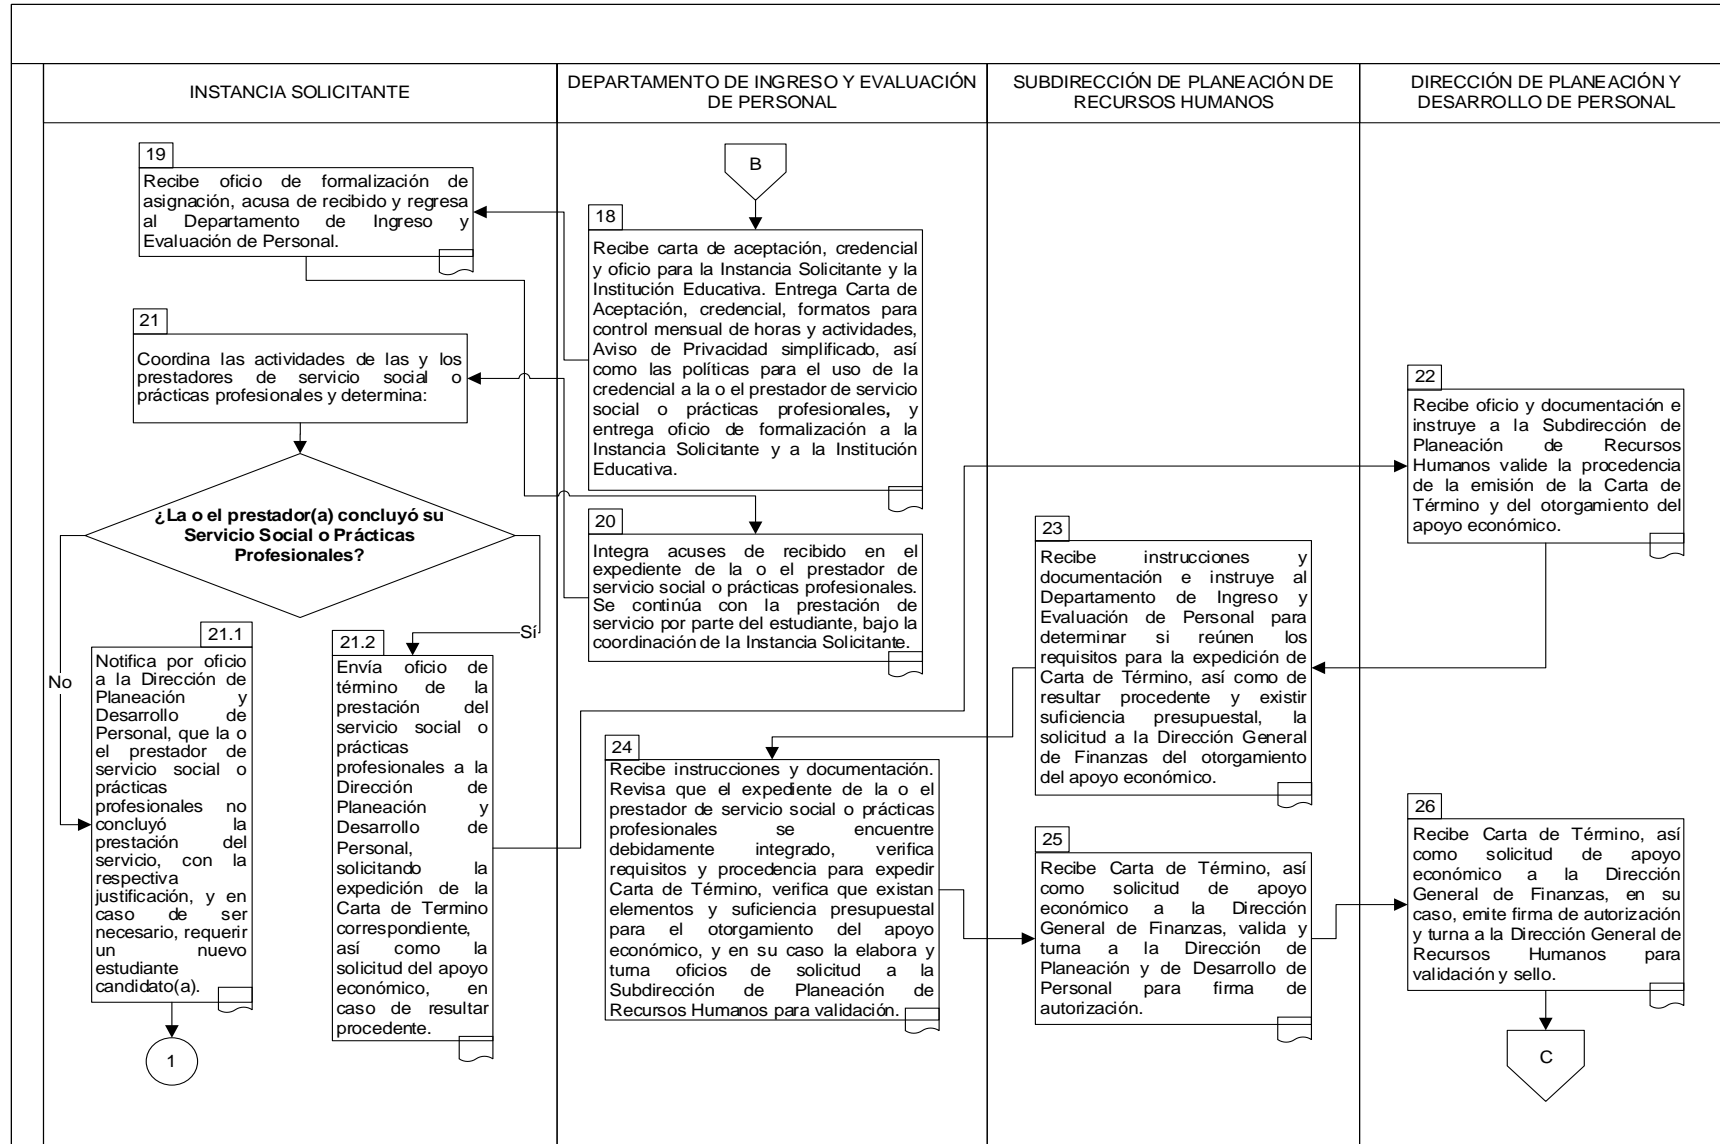 INSTANCIA SOLICITANTE
DEPARTAMENTO DE INGRESO Y EVALUACIÓN
DE PERSONAL
SUBDIRECCIÓN DE PLANEACIÓN DE
RECURSOS HUMANOS
DIRECCIÓN DE PLANEACIÓN Y
DESARROLLO DE PERSONAL
B
18
Recibe carta de aceptación, credencial
y oficio para la Instancia Solicitante y la
Institución Educativa. Entrega Carta de
Aceptación, credencial, formatos para
control mensual de horas y actividades,
Aviso de Privacidad simplificado, así
como las políticas para el uso de la
credencial a la o el prestador de servicio
social o prácticas profesionales, y
entrega oficio de formalización a la
Instancia Solicitante y a la Institución
Educativa.
19
Recibe oficio de formalización de
asignación, acusa de recibido y regresa
al Departamento de Ingreso y
Evaluación de Personal.
20
Integra acuses de recibido en el
expediente de la o el prestador de
servicio social o prácticas profesionales.
Se continúa con la prestación de
servicio por parte del estudiante, bajo la
coordinación de la Instancia Solicitante.
21
Coordina las actividades de las y los
prestadores de servicio social o
prácticas profesionales y determina:
¿La o el prestador(a) concluyó su
Servicio Social o Prácticas
Profesionales?
No
Sí
21.1
Notifica por oficio
a la Dirección de
Planeación y
Desarrollo de
Personal, que la o
el prestador de
servicio social o
prácticas
profesionales no
concluyó la
prestación del
servicio, con la
respectiva
justificación, y en
caso de ser
necesario, requerir
un nuevo
estudiante
candidato(a).
1
21.2
Envía oficio de
término de la
prestación del
servicio social o
prácticas
profesionales a la
Dirección de
Planeación y
Desarrollo de
Personal,
solicitando la
expedición de la
Carta de Termino
correspondiente,
así como la
solicitud del apoyo
económico, en
caso de resultar
procedente.
22
Recibe oficio y documentación e
instruye a la Subdirección de
Planeación de Recursos
Humanos valide la procedencia
de la emisión de la Carta de
Término y del otorgamiento del
apoyo económico.
23
Recibe instrucciones y
documentación e instruye al
Departamento de Ingreso y
Evaluación de Personal para
determinar si reúnen los
requisitos para la expedición de
Carta de Término, así como de
resultar procedente y existir
suficiencia presupuestal, la
solicitud a la Dirección General
de Finanzas del otorgamiento
del apoyo económico.
24
Recibe instrucciones y documentación.
Revisa que el expediente de la o el
prestador de servicio social o prácticas
profesionales se encuentre
debidamente integrado, verifica
requisitos y procedencia para expedir
Carta de Término, verifica que existan
elementos y suficiencia presupuestal
para el otorgamiento del apoyo
económico, y en su caso la elabora y
turna oficios de solicitud a la
Subdirección de Planeación de
Recursos Humanos para validación.
25
Recibe Carta de Término, así
como solicitud de apoyo
económico a la Dirección
General de Finanzas, valida y
turna a la Dirección de
Planeación y de Desarrollo de
Personal para firma de
autorización.
26
Recibe Carta de Término, así
como solicitud de apoyo
económico a la Dirección
General de Finanzas, en su
caso, emite firma de autorización
y turna a la Dirección General de
Recursos Humanos para
validación y sello.
C